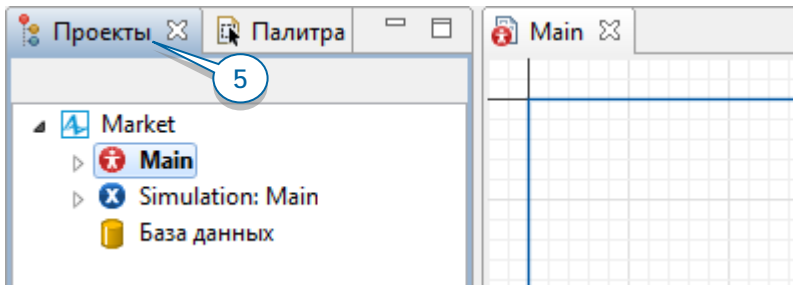 Проекты Палитра Main
5
Market
Main
Simulation: Main
База данных